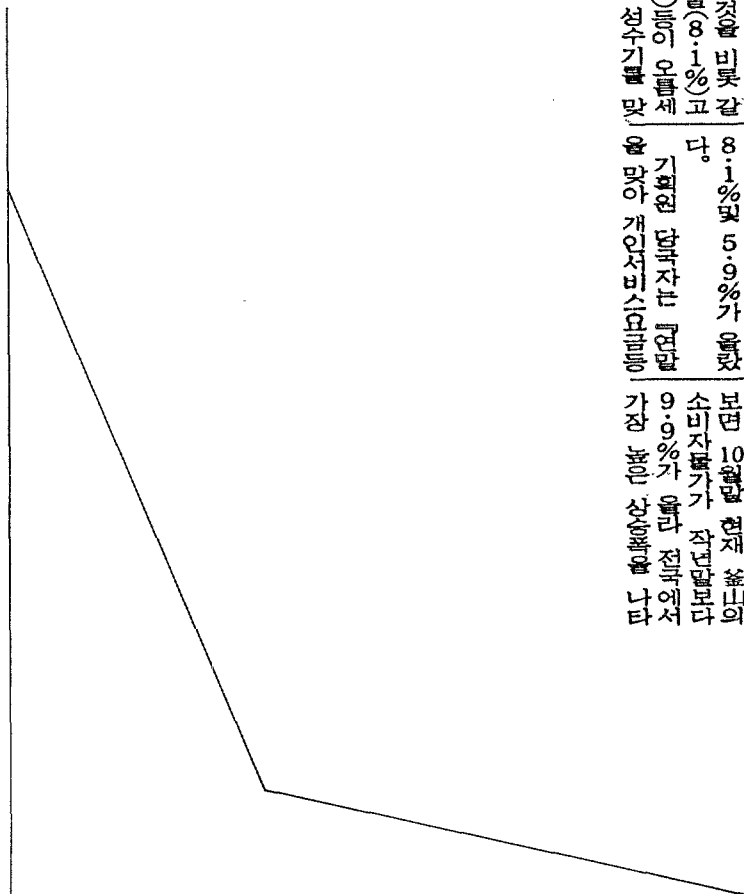 것을 비롯 갈
(8·1%)고
등이 오름세
성수기를 맞
8·1%및 5·9%가 올랐
다。
기획원 당국자는 『연말
을 맞아 개인서비스요금등
보면 10월말 현재 釜山의
소비자물가가 작년말보다
9·9%가 올라 전국에서
가장 높은 상승폭을 나타